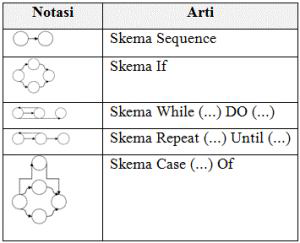 Notasi Arti
Skema Sequence
Skema If
Skema While (...) DO (...)
Skema Repeat (...) Until (...)
Skema Case (...) Of